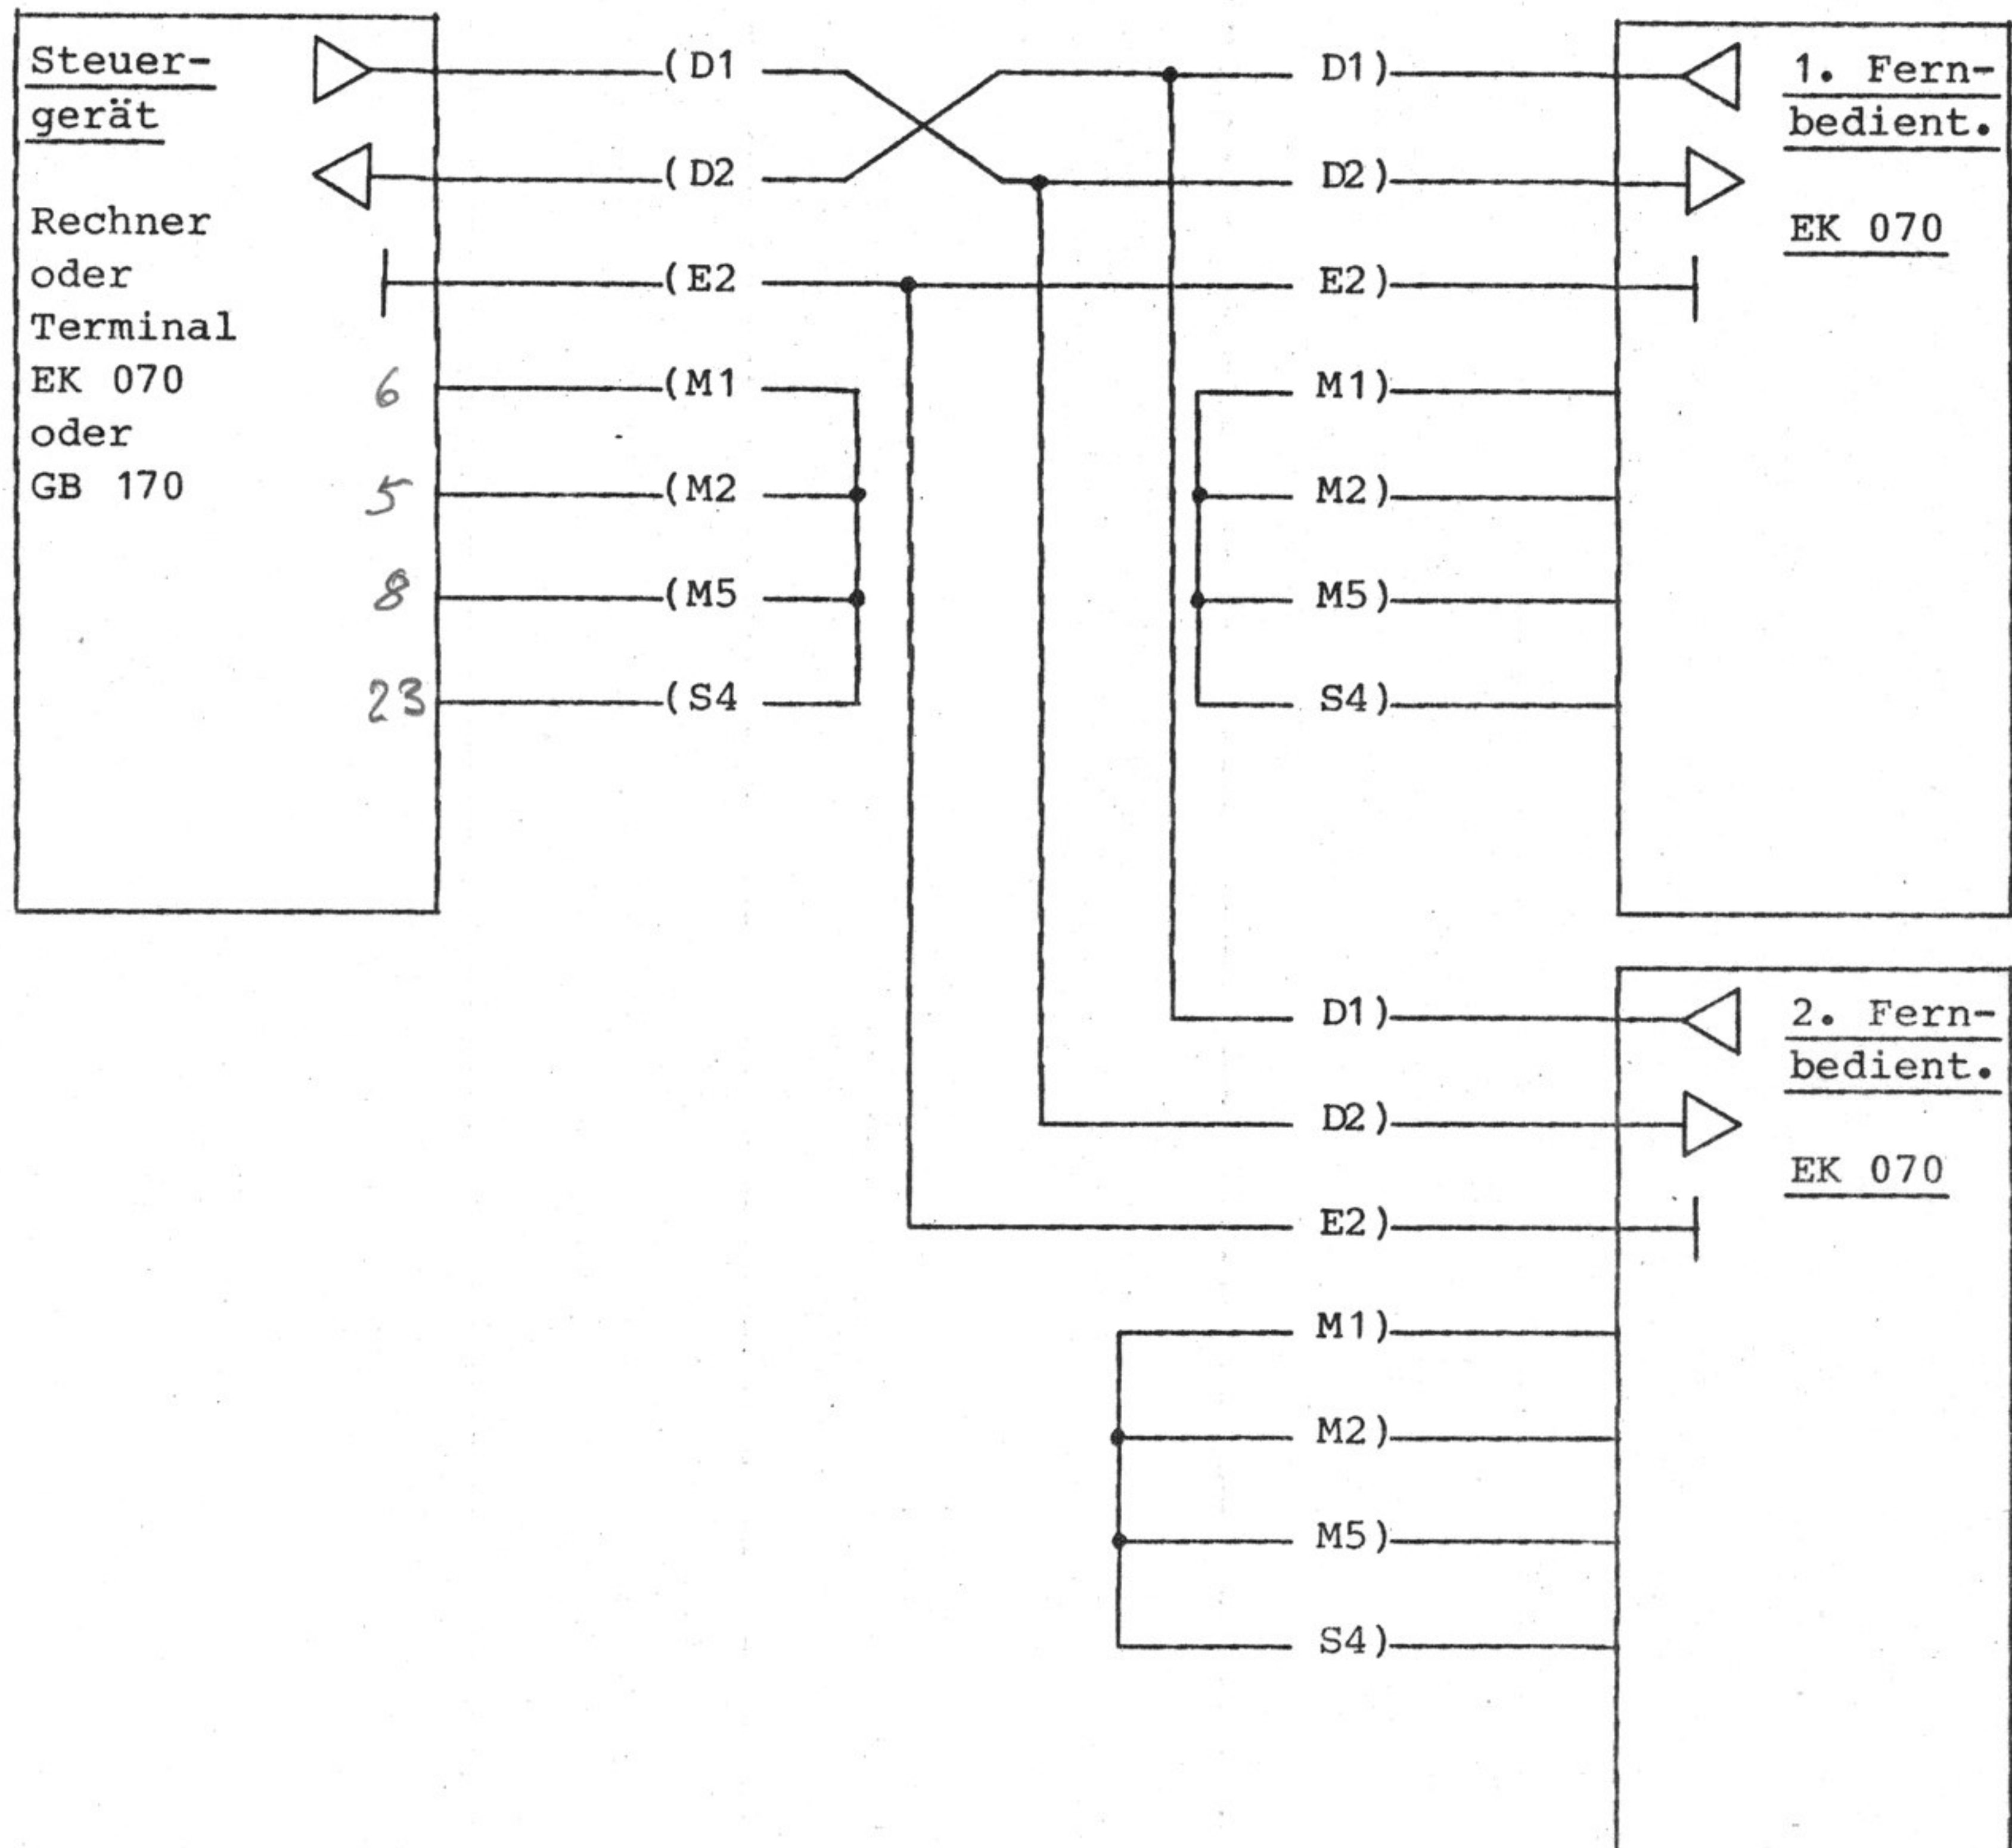 Steuer-
gerät
Rechner
oder
Terminal
EK 070
oder
GB 170
6
5
8
23
(D1
(D2
(E2
(M1
(M2
(M5
(S4
D1)
D2)
E2)
M1)
M2)
M5)
S4)
1. Fern-
bedient.
EK 070
D1)
D2)
E2)
M1)
M2)
M5)
S4)
2. Fern-
bedient.
EK 070